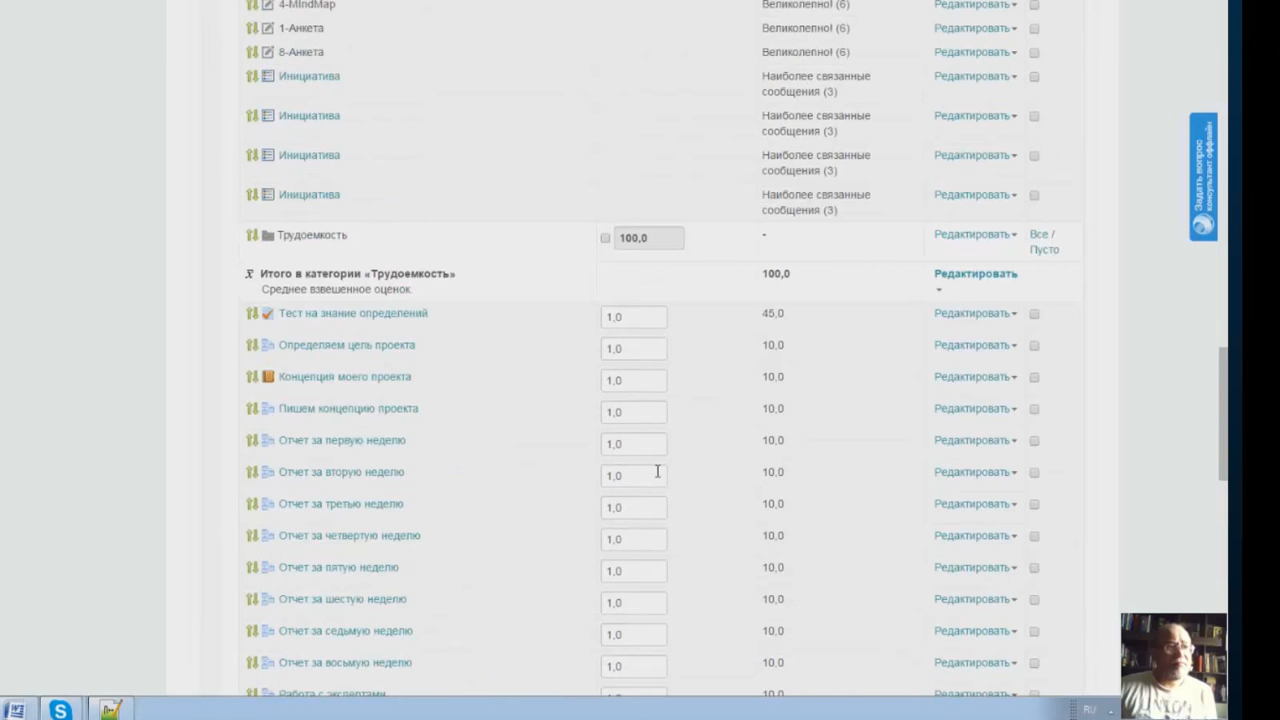 4-MindMap Великолепно! (6) Редактировать
1-Анкета Великолепно! (6) Редактировать
8-Анкета Великолепно! (6) Редактировать
Инициатива Наиболее связанные сообщения (3) Редактировать
Инициатива Наиболее связанные сообщения (3) Редактировать
Инициатива Наиболее связанные сообщения (3) Редактировать
Инициатива Наиболее связанные сообщения (3) Редактировать
Трудоемкость 100,0 - Редактировать Все / Пусто
Итого в категории «Трудоемкость» 100,0 Редактировать
Среднее взвешенное оценок.
Тест на знание определений 1,0 45,0 Редактировать
Определяем цель проекта 1,0 10,0 Редактировать
Концепция моего проекта 1,0 10,0 Редактировать
Пишем концепцию проекта 1,0 10,0 Редактировать
Отчет за первую неделю 1,0 10,0 Редактировать
Отчет за вторую неделю 1,0 10,0 Редактировать
Отчет за третью неделю 1,0 10,0 Редактировать
Отчет за четвертую неделю 1,0 10,0 Редактировать
Отчет за пятую неделю 1,0 10,0 Редактировать
Отчет за шестую неделю 1,0 10,0 Редактировать
Отчет за седьмую неделю 1,0 10,0 Редактировать
Отчет за восьмую неделю 1,0 10,0 Редактировать
Работа с экспертами 10,0 Редактировать
Задать вопрос
консультант оффлайн
RU